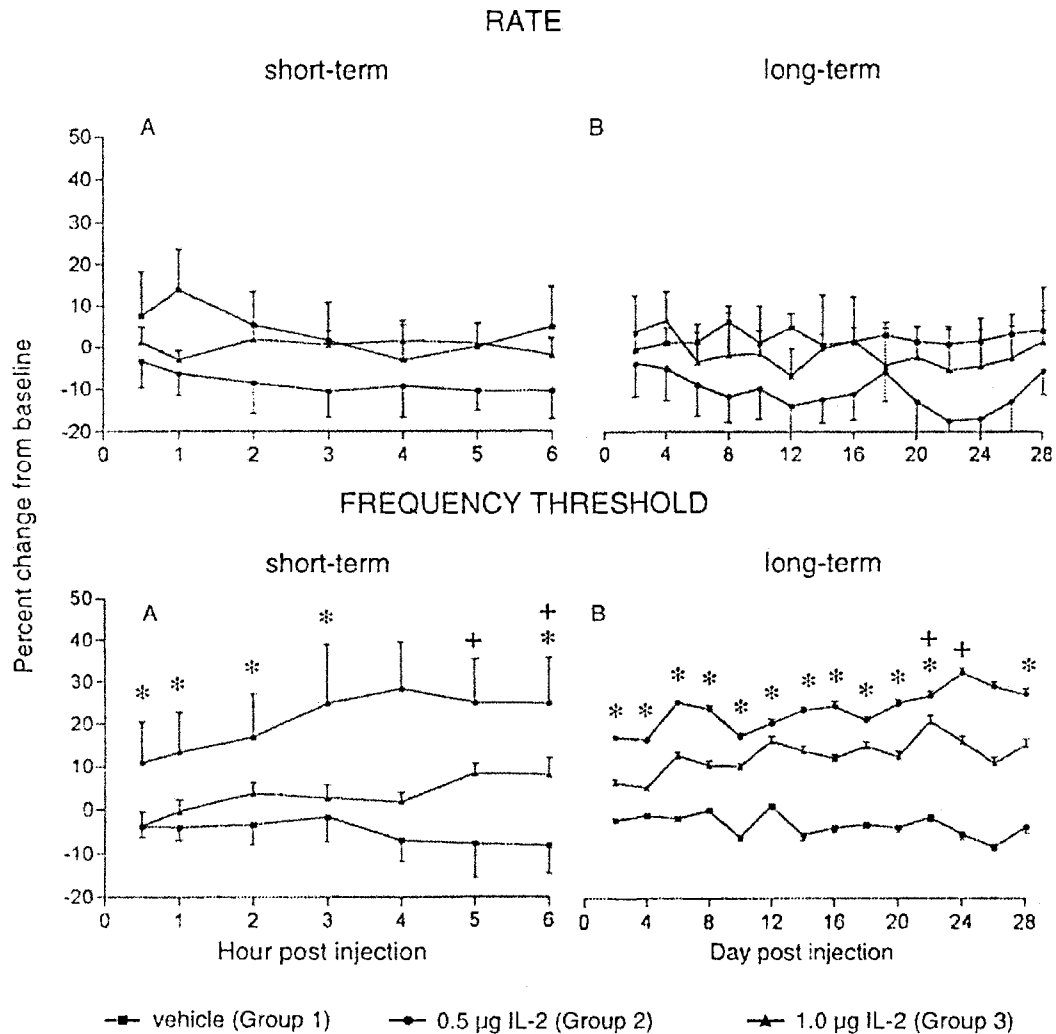 RATE
short-term
long-term
A
B
50
40
30
20
10
0
-10
-20
0 1 2 3 4 5 6
0 4 8 12 16 20 24 28
Percent change from baseline
FREQUENCY THRESHOLD
short-term
long-term
A
B
50
40
30
20
10
0
-10
-20
* * * * + + *
* * * * * * * * * * + * + *
0 1 2 3 4 5 6
0 4 8 12 16 20 24 28
Hour post injection
Day post injection
vehicle (Group 1) 0.5 µg IL-2 (Group 2) 1.0 µg IL-2 (Group 3)